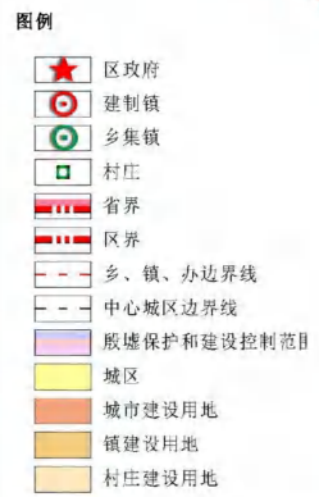 图例
区政府
建制镇
乡集镇
村庄
省界
区界
乡、镇、办边界线
中心城区边界线
殷墟保护和建设控制范
城区
城市建设用地
镇建设用地
村庄建设用地